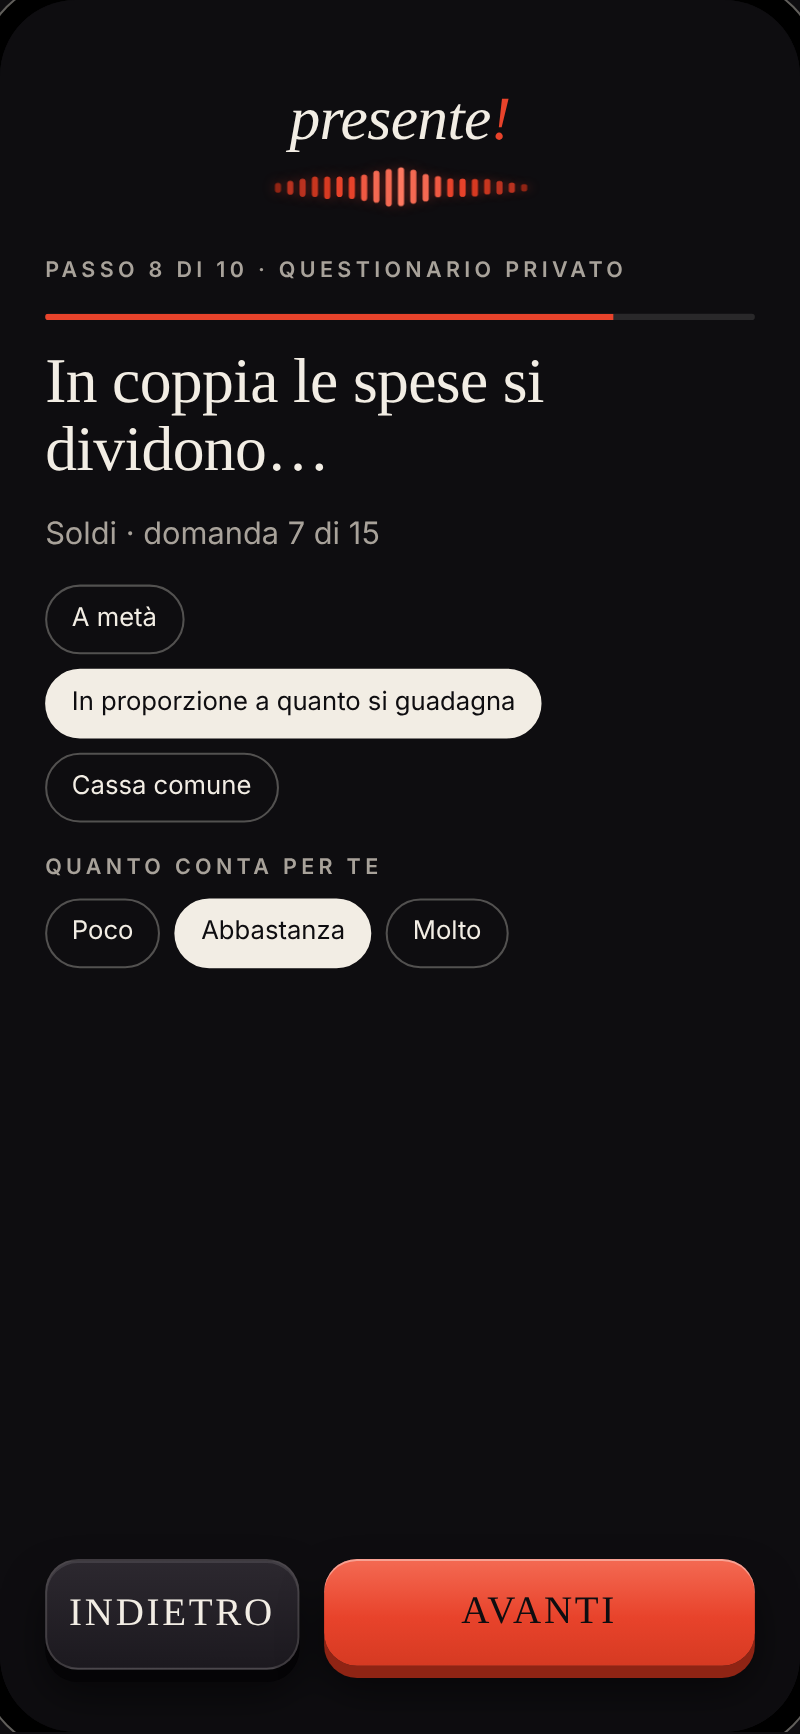 presente!
PASSO 8 DI 10 · QUESTIONARIO PRIVATO
In coppia le spese si
dividono…
Soldi · domanda 7 di 15
A metà
In proporzione a quanto si guadagna
Cassa comune
QUANTO CONTA PER TE
Poco Abbastanza Molto
INDIETRO AVANTI